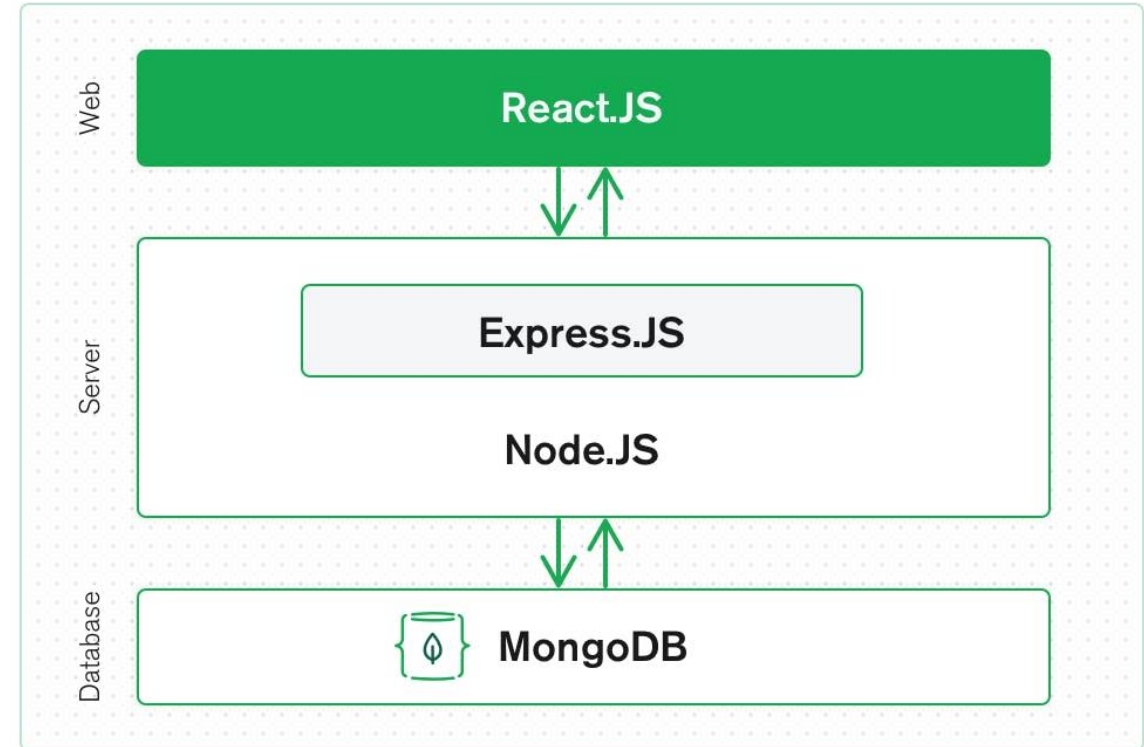 Web
React.JS
Server
Express.JS
Node.JS
Database
MongoDB